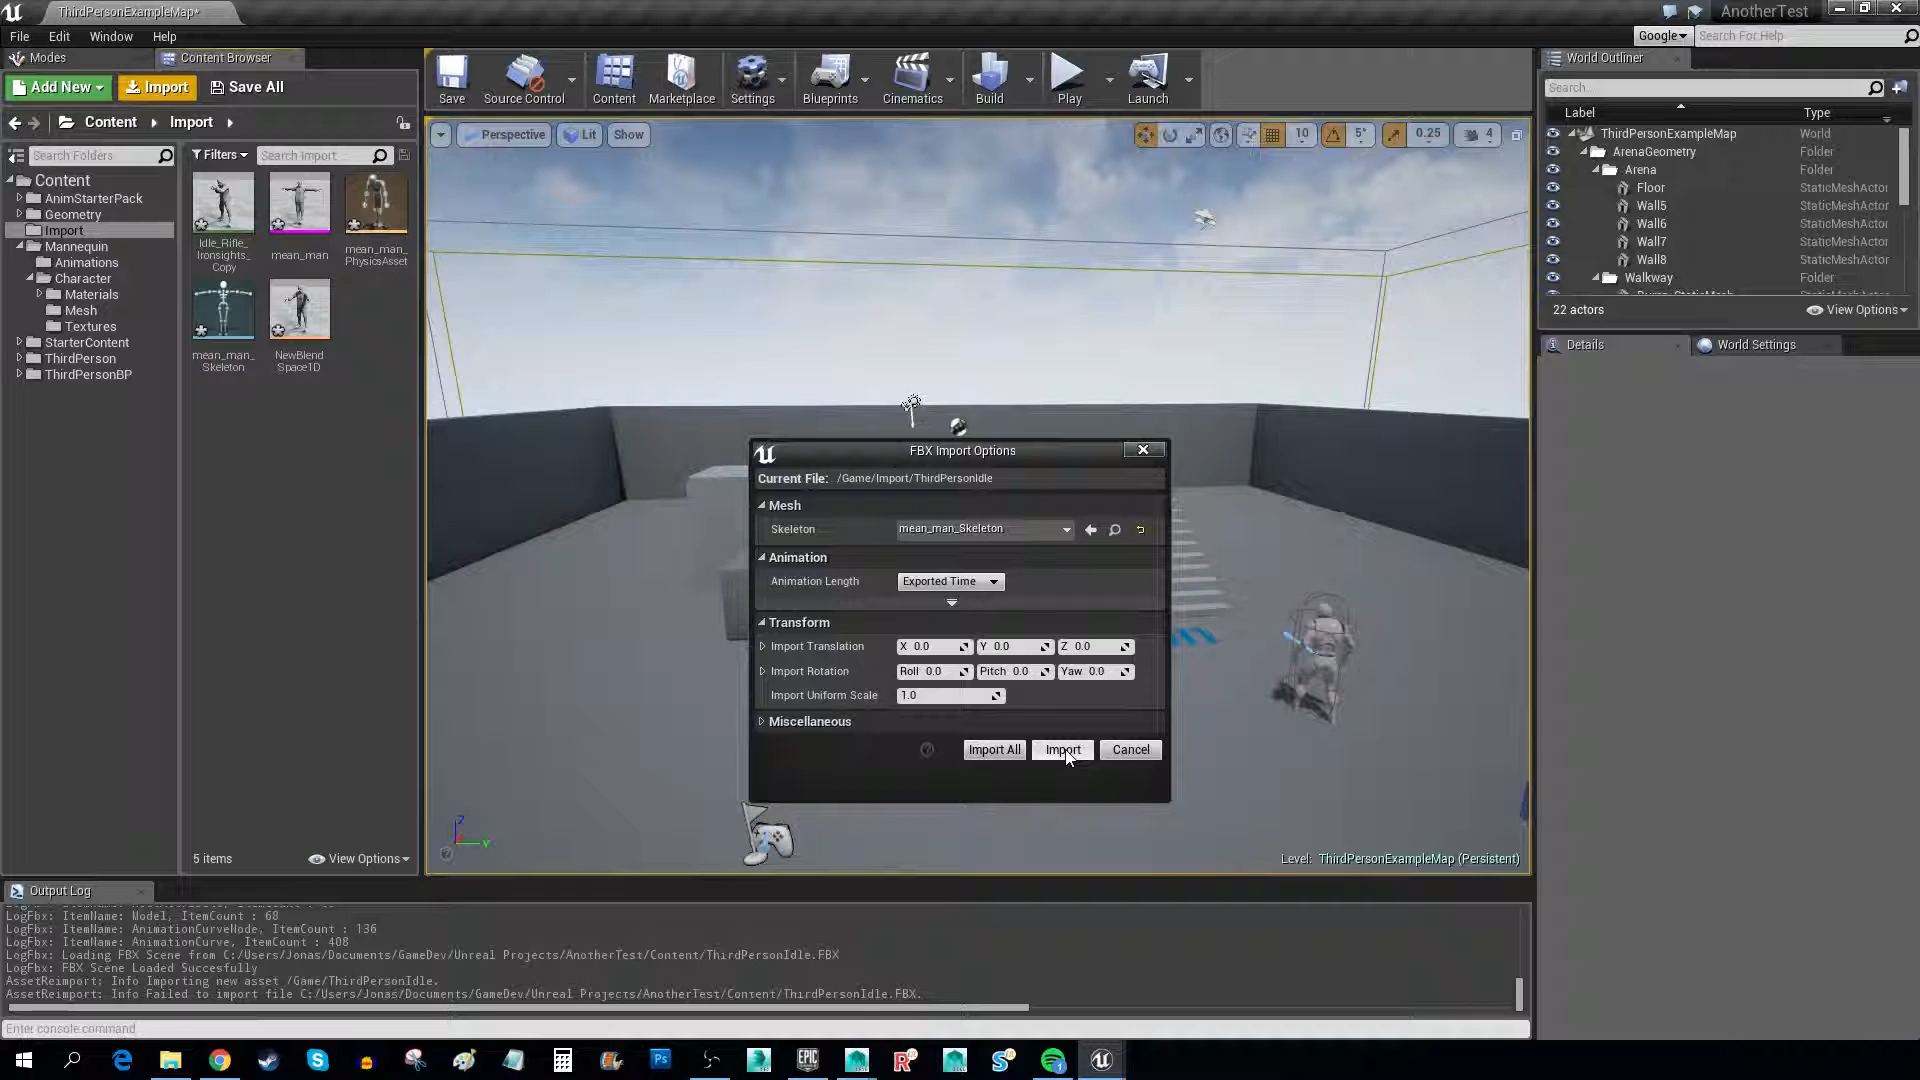 ThirdPersonExampleMap*
AnotherTest
File Edit Window Help
Google
Search For Help
Modes
Content Browser
Add New
Import
Save All
Content
Import
Search Folders
Filters
Search Import
Content
AnimStarterPack
Geometry
Import
Mannequin
Animations
Character
Materials
Mesh
Textures
StarterContent
ThirdPerson
ThirdPersonBP
Idle_Rifle_
Ironsights_
Copy
mean_man
mean_man_
PhysicsAsset
mean_man_
Skeleton
NewBlend
Space1D
5 items
View Options
Save
Source Control
Content
Marketplace
Settings
Blueprints
Cinematics
Build
Play
Launch
Perspective
Lit
Show
10
5°
0.25
4
FBX Import Options
Current File: /Game/Import/ThirdPersonIdle
Mesh
Skeleton
mean_man_Skeleton
Animation
Animation Length
Exported Time
Transform
Import Translation
X 0.0
Y 0.0
Z 0.0
Import Rotation
Roll 0.0
Pitch 0.0
Yaw 0.0
Import Uniform Scale
1.0
Miscellaneous
Import All
Import
Cancel
Z
Y
Level: ThirdPersonExampleMap (Persistent)
World Outliner
Search...
Label
Type
ThirdPersonExampleMap World
ArenaGeometry Folder
Arena Folder
Floor StaticMeshActor
Wall5 StaticMeshActor
Wall6 StaticMeshActor
Wall7 StaticMeshActor
Wall8 StaticMeshActor
Walkway Folder
22 actors
View Options
Details
World Settings
Output Log
LogFbx: ItemName: Model, ItemCount : 68
LogFbx: ItemName: AnimationCurveNode, ItemCount : 136
LogFbx: ItemName: AnimationCurve, ItemCount : 408
LogFbx: Loading FBX Scene from C:/Users/Jonas/Documents/GameDev/Unreal Projects/AnotherTest/Content/ThirdPersonIdle.FBX
LogFbx: FBX Scene Loaded Succesfully
AssetReimport: Info Importing new asset /Game/ThirdPersonIdle.
AssetReimport: Info Failed to import file C:/Users/Jonas/Documents/GameDev/Unreal Projects/AnotherTest/Content/ThirdPersonIdle.FBX.
Enter console command
Ps
EPIC